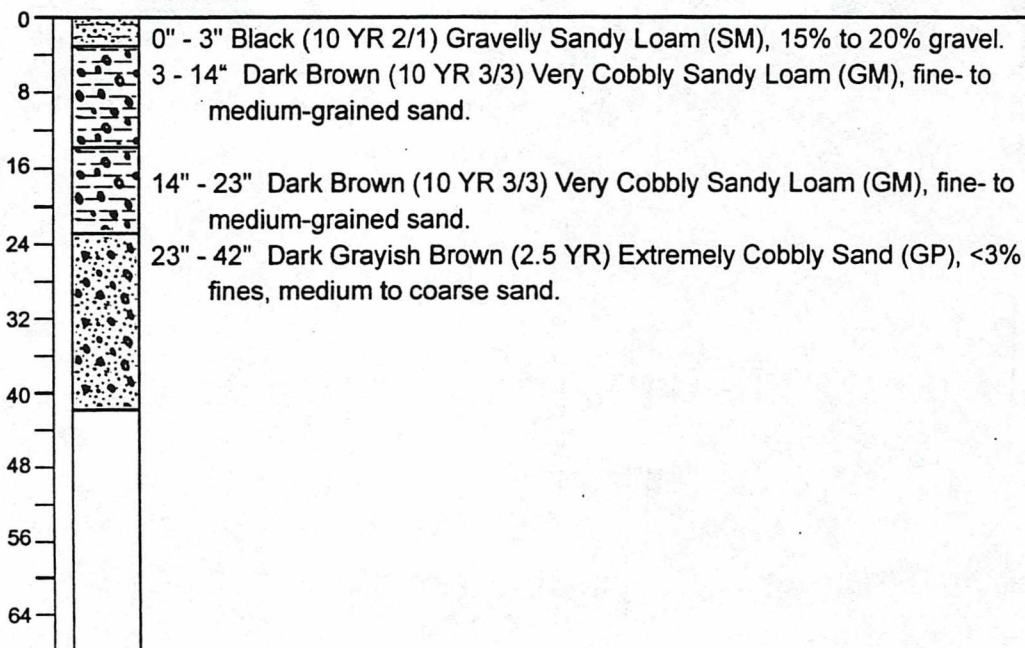 0
0" - 3" Black (10 YR 2/1) Gravelly Sandy Loam (SM), 15% to 20% gravel.
3 - 14" Dark Brown (10 YR 3/3) Very Cobbly Sandy Loam (GM), fine- to
8
medium-grained sand.
16
14" - 23" Dark Brown (10 YR 3/3) Very Cobbly Sandy Loam (GM), fine- to
medium-grained sand.
24
23" - 42" Dark Grayish Brown (2.5 YR) Extremely Cobbly Sand (GP), <3%
fines, medium to coarse sand.
32
40
48
56
64